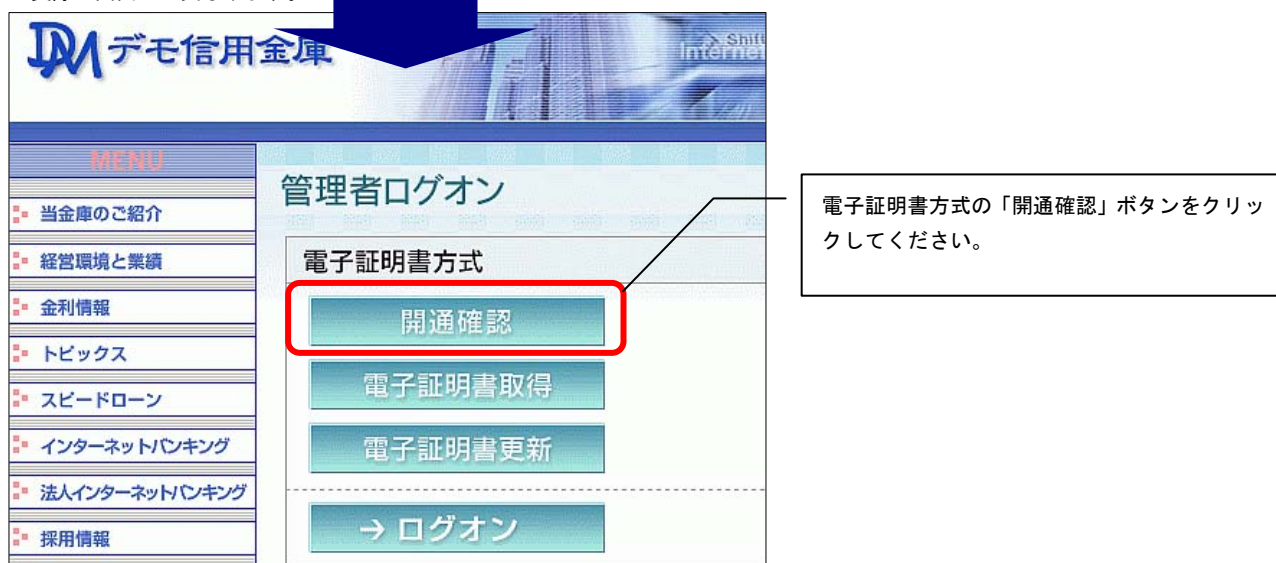 DM デモ信用金庫
Shift
Internet
MENU
管理者ログオン
当金庫のご紹介
経営環境と業績
金利情報
トピックス
スピードローン
インターネットバンキング
法人インターネットバンキング
採用情報
電子証明書方式
開通確認
電子証明書取得
電子証明書更新
→ ログオン
電子証明書方式の「開通確認」ボタンをクリッ
クしてください。